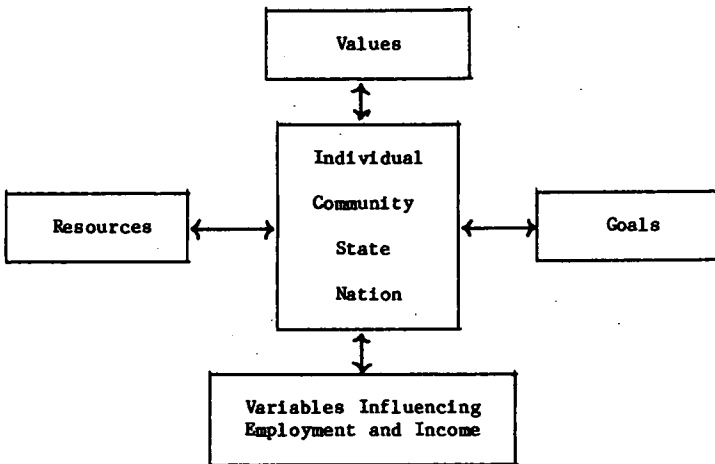 Values
Individual
Community
State
Nation
Resources
Goals
Variables Influencing
Employment and Income